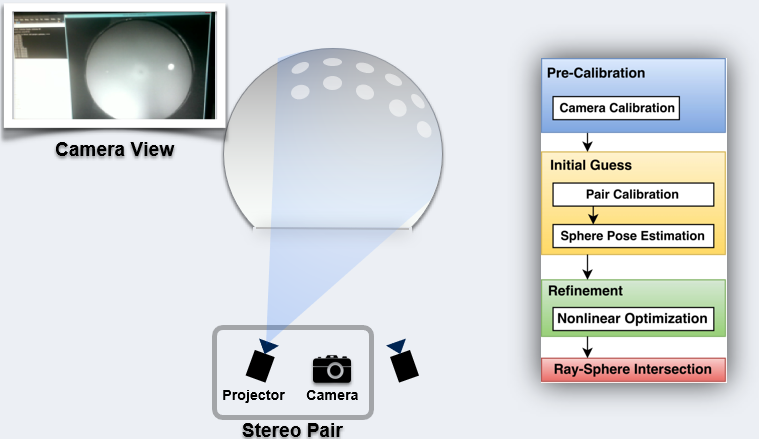 Camera View
Projector
Camera
Stereo Pair
Pre-Calibration
Camera Calibration
Initial Guess
Pair Calibration
Sphere Pose Estimation
Refinement
Nonlinear Optimization
Ray-Sphere Intersection